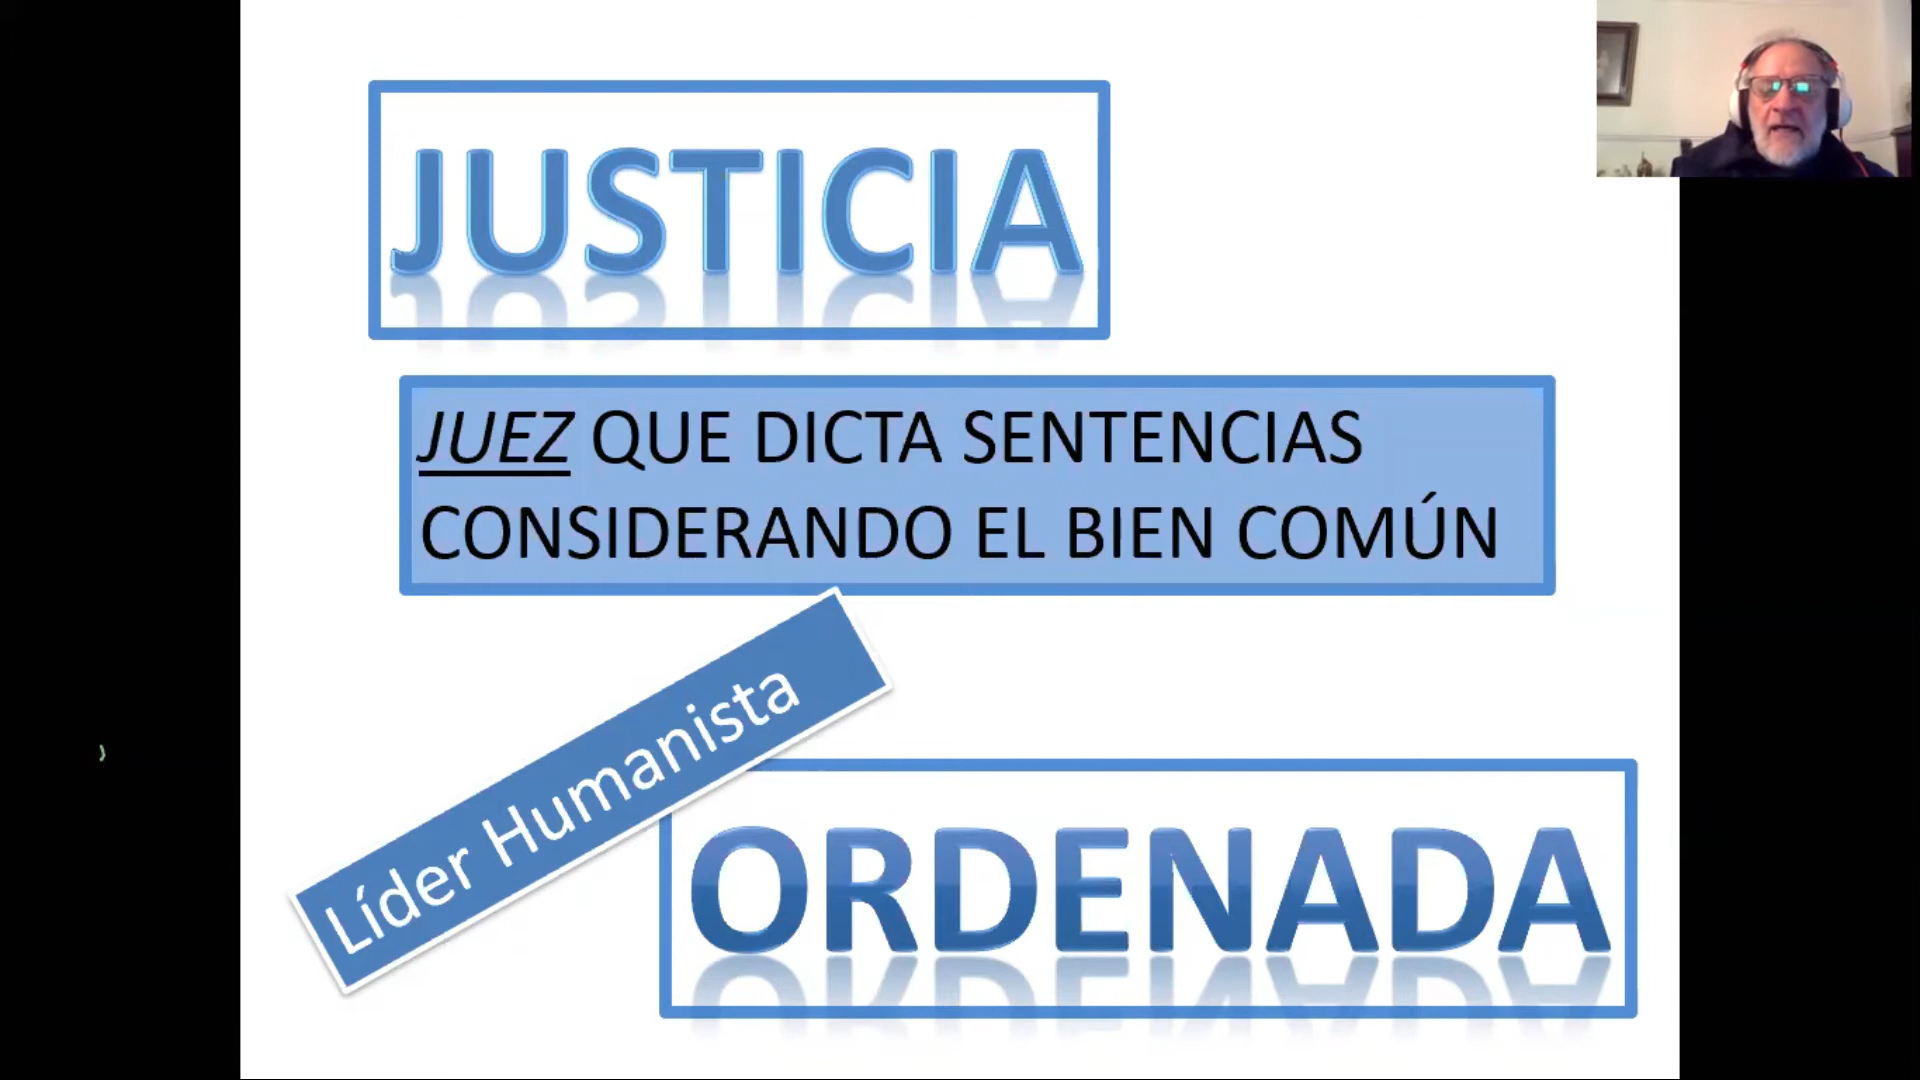 JUSTICIA
JUEZ QUE DICTA SENTENCIAS
CONSIDERANDO EL BIEN COMÚN
Líder Humanista
ORDENADA